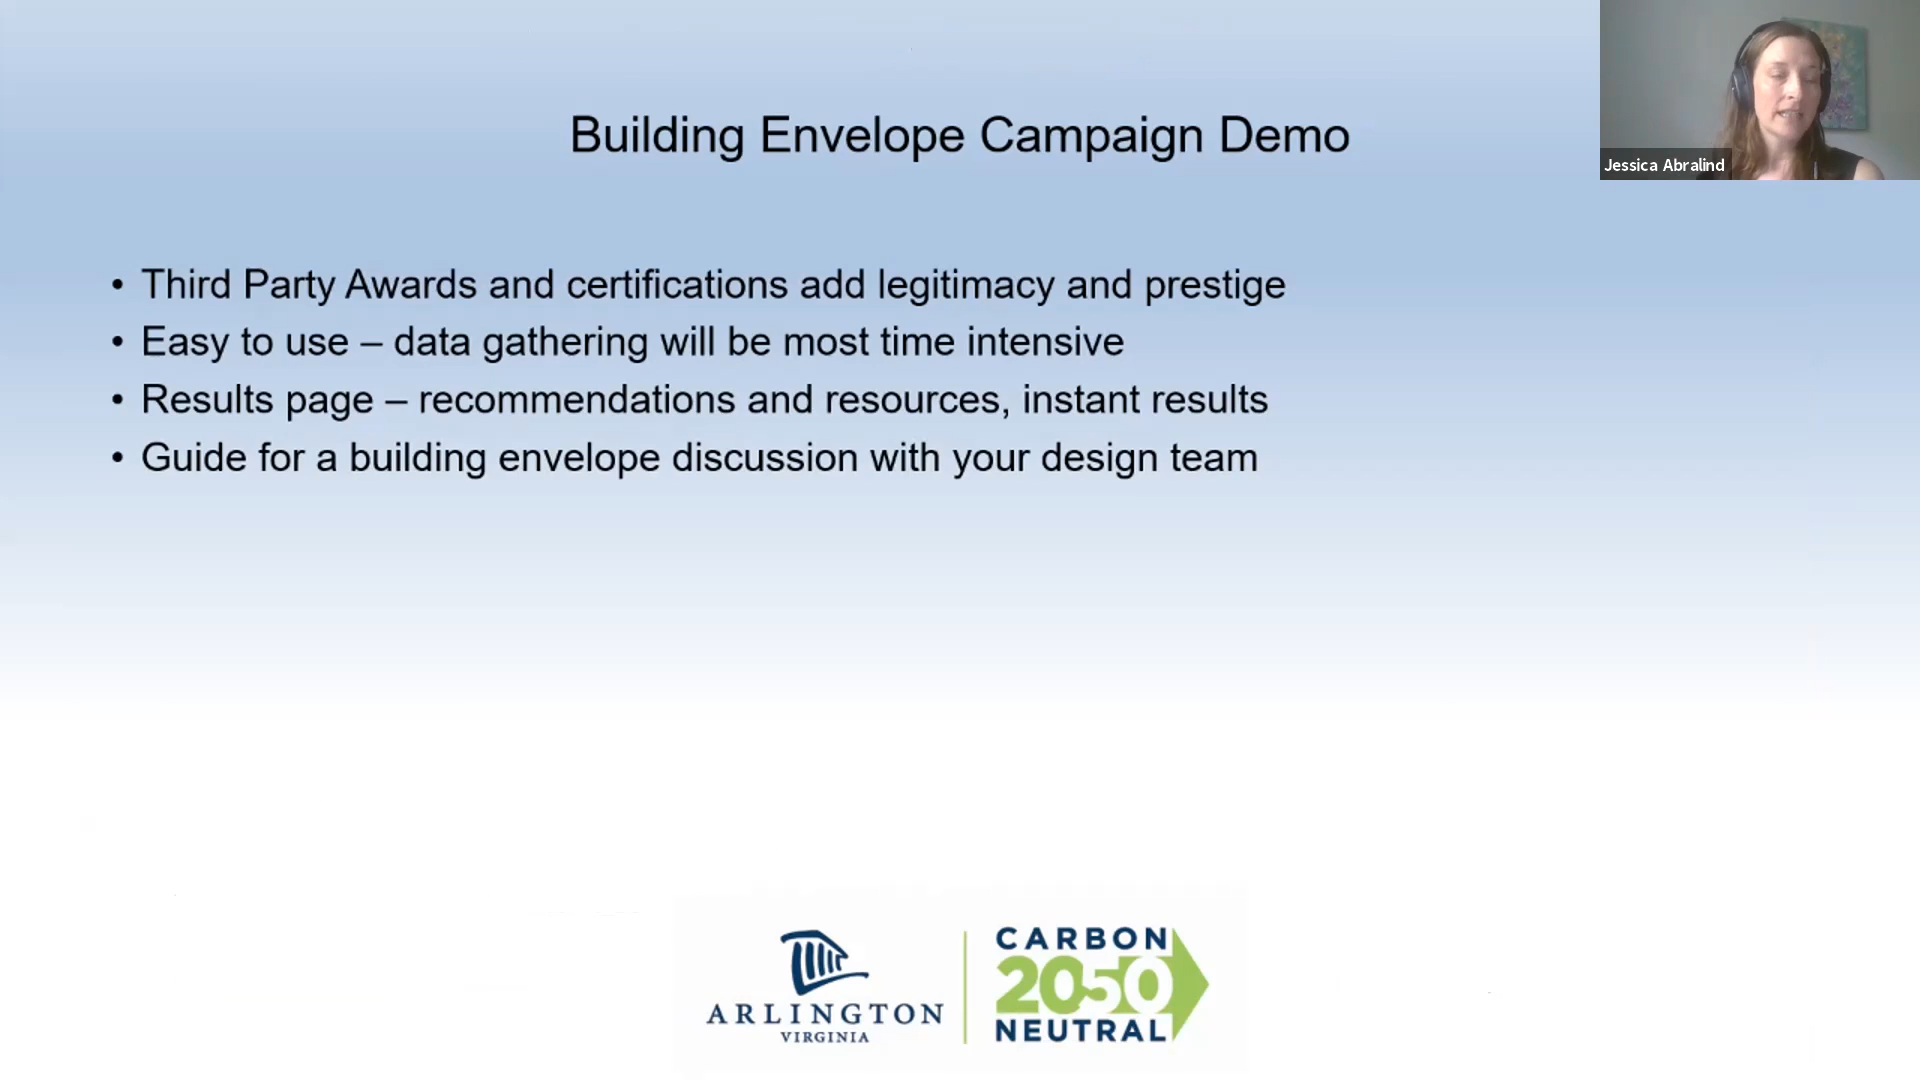 Building Envelope Campaign Demo
Jessica Abralind
• Third Party Awards and certifications add legitimacy and prestige
• Easy to use – data gathering will be most time intensive
• Results page – recommendations and resources, instant results
• Guide for a building envelope discussion with your design team
ARLINGTON
VIRGINIA
CARBON
2050
NEUTRAL